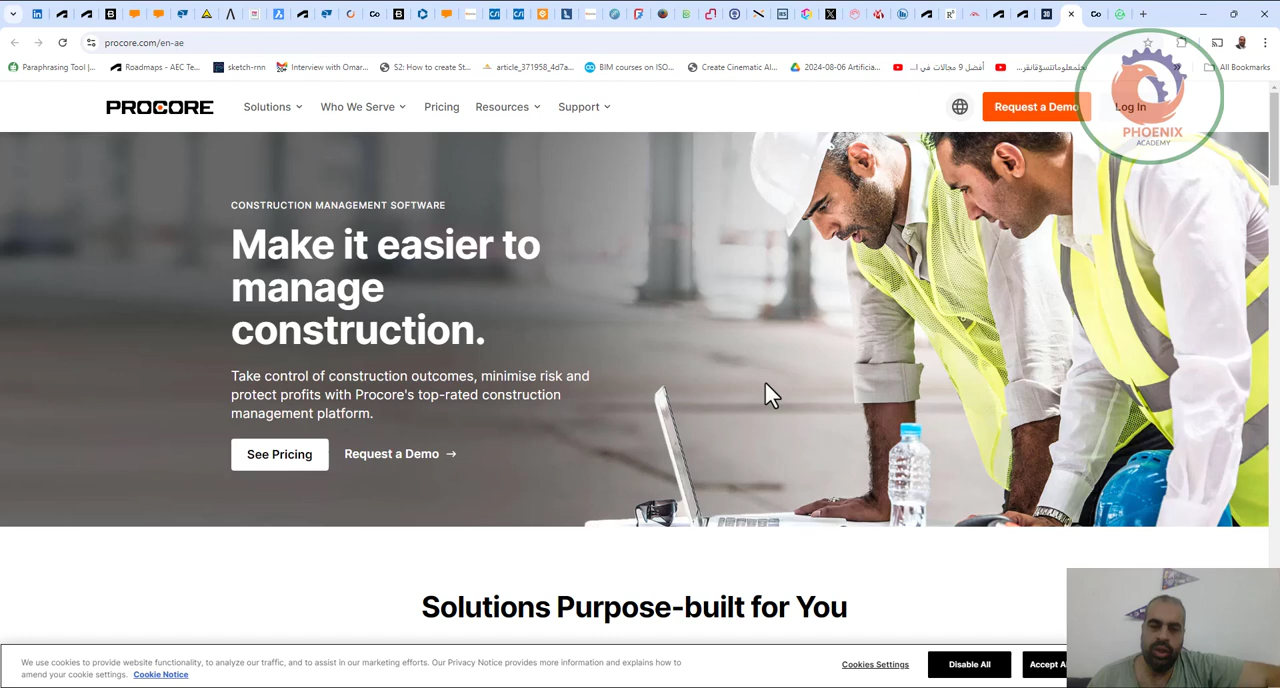 procore.com/en-ae
Paraphrasing Tool |...
Roadmaps - AEC Te...
sketch-rnn
Interview with Omar...
S2: How to create St...
article_371958_4d7a...
BIM courses on ISO...
Create Cinematic AI...
2024-08-06 Artificia...
أفضل 9 مجالات في ا...
All Bookmarks
PROCORE
Solutions
Who We Serve
Pricing
Resources
Support
Request a Demo
Log In
PHOENIX
ACADEMY
CONSTRUCTION MANAGEMENT SOFTWARE
Make it easier to
manage
construction.
Take control of construction outcomes, minimise risk and
protect profits with Procore's top-rated construction
management platform.
See Pricing
Request a Demo →
Solutions Purpose-built for You
We use cookies to provide website functionality, to analyze our traffic, and to assist in our marketing efforts. Our Privacy Notice provides more information and explains how to
amend your cookie settings. Cookie Notice
Cookies Settings
Disable All
Accept A